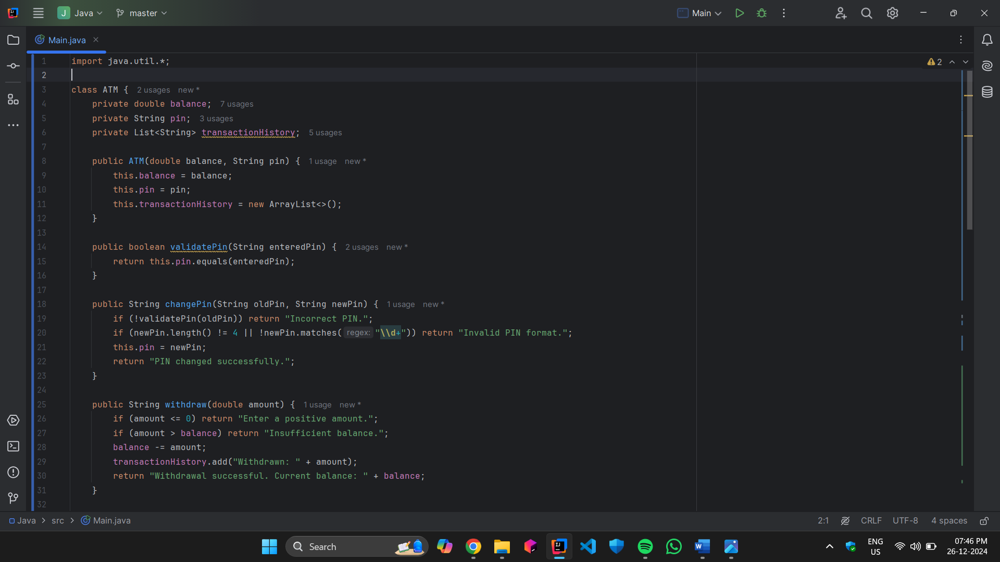 J Java master Main
Main.java
1 import java.util.*; 2
2
3 class ATM { 2 usages new *
4 private double balance; 7 usages
5 private String pin; 3 usages
6 private List<String> transactionHistory; 5 usages
7
8 public ATM(double balance, String pin) { 1 usage new *
9 this.balance = balance;
10 this.pin = pin;
11 this.transactionHistory = new ArrayList<>();
12 }
13
14 public boolean validatePin(String enteredPin) { 2 usages new *
15 return this.pin.equals(enteredPin);
16 }
17
18 public String changePin(String oldPin, String newPin) { 1 usage new *
19 if (!validatePin(oldPin)) return "Incorrect PIN.";
20 if (newPin.length() != 4 || !newPin.matches( regex: "\\d+")) return "Invalid PIN format.";
21 this.pin = newPin;
22 return "PIN changed successfully.";
23 }
24
25 public String withdraw(double amount) { 1 usage new *
26 if (amount <= 0) return "Enter a positive amount.";
27 if (amount > balance) return "Insufficient balance.";
28 balance -= amount;
29 transactionHistory.add("Withdrawn: " + amount);
30 return "Withdrawal successful. Current balance: " + balance;
31 }
32
Java > src > Main.java 2:1 CRLF UTF-8 4 spaces
Search
ENG
US
07:46 PM
26-12-2024